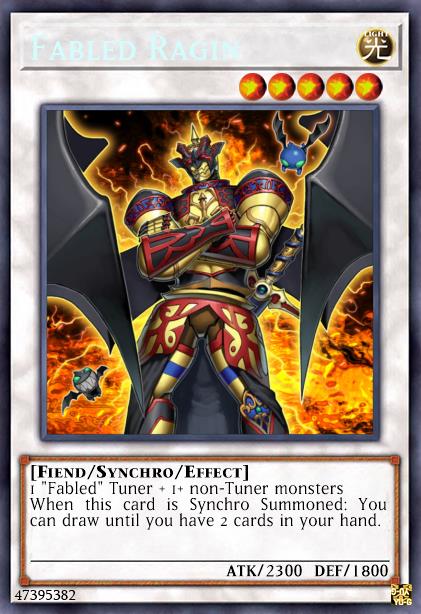 Fabled Ragin
LIGHT
光
[Fiend/Synchro/Effect]
1 "Fabled" Tuner + 1+ non-Tuner monsters
When this card is Synchro Summoned: You
can draw until you have 2 cards in your hand.
ATK/2300 DEF/1800
47395382